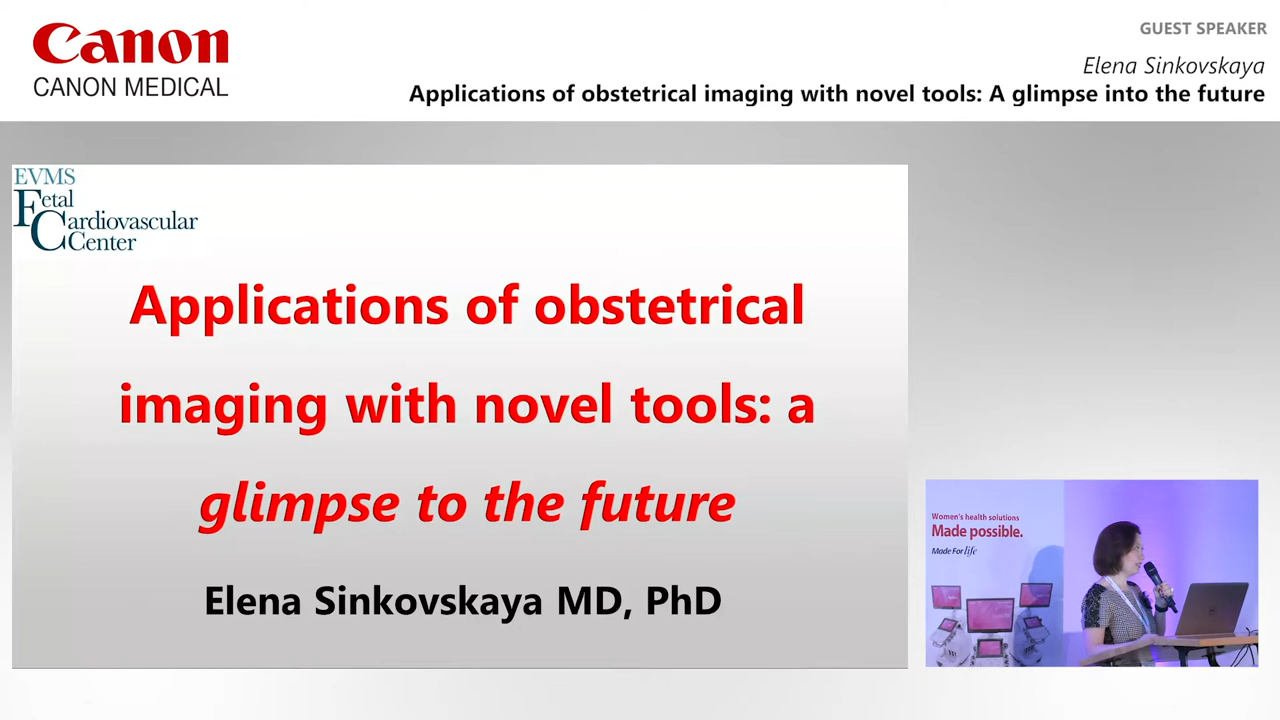 Canon
CANON MEDICAL
GUEST SPEAKER
Elena Sinkovskaya
Applications of obstetrical imaging with novel tools: A glimpse into the future
EVMS
Fetal
Cardiovascular
Center
Applications of obstetrical
imaging with novel tools: a
glimpse to the future
Elena Sinkovskaya MD, PhD
Women's health solutions
Made possible.
Made For life